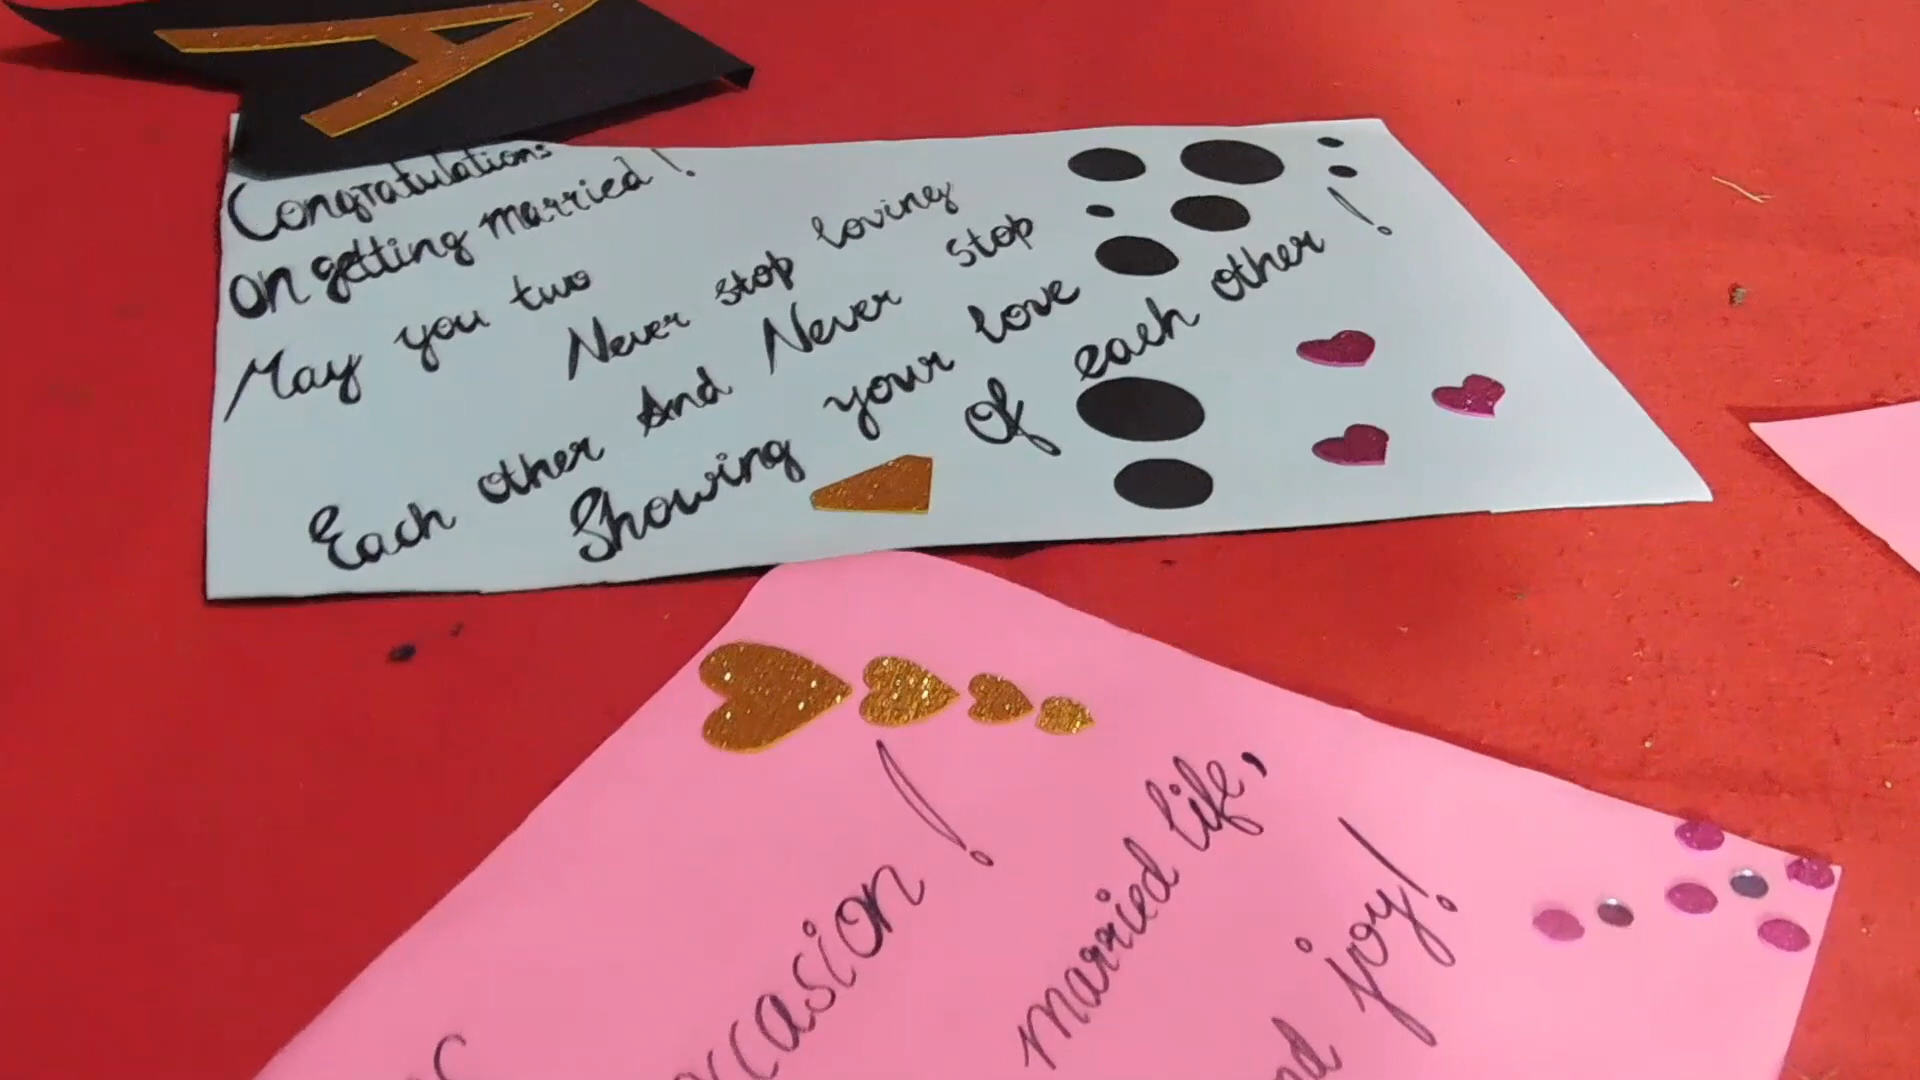 A
Congratulations
on getting married!
May you two
Never stop loving
Each other And Never stop
Showing your love
Of each other!
occasion!
married life,
joy!